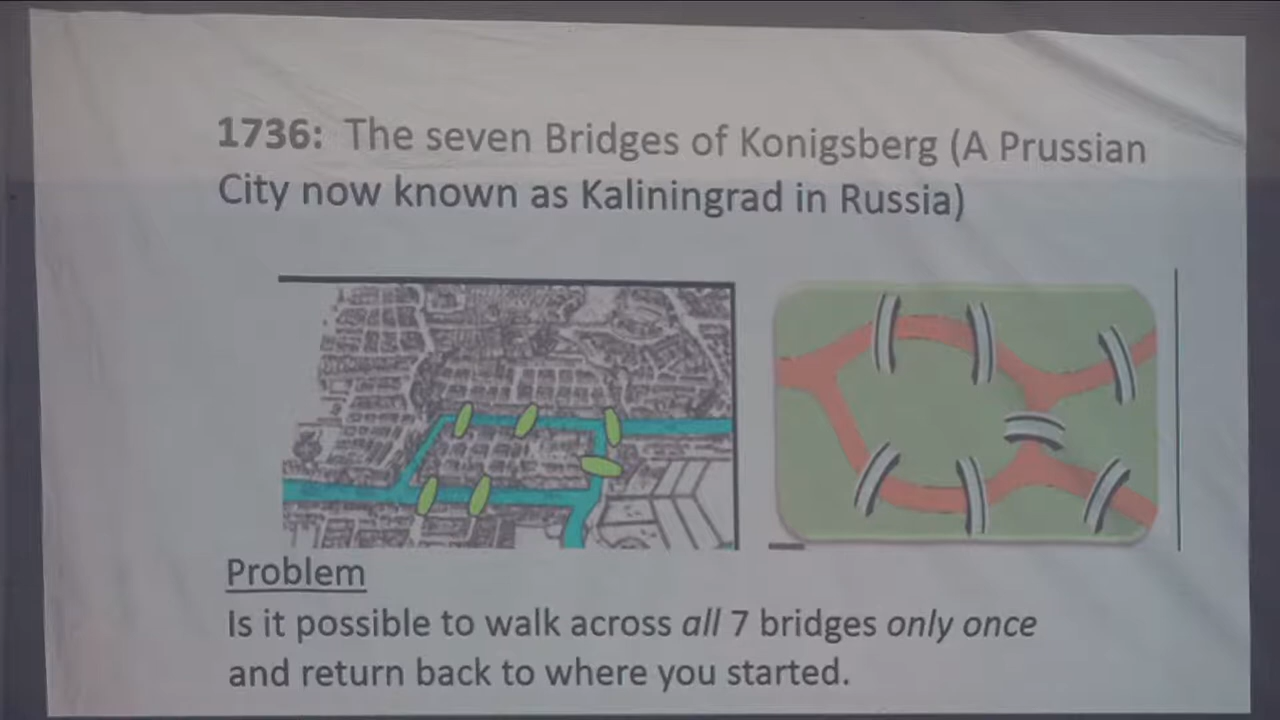 1736: The seven Bridges of Konigsberg (A Prussian
City now known as Kaliningrad in Russia)
Problem
Is it possible to walk across all 7 bridges only once
and return back to where you started.